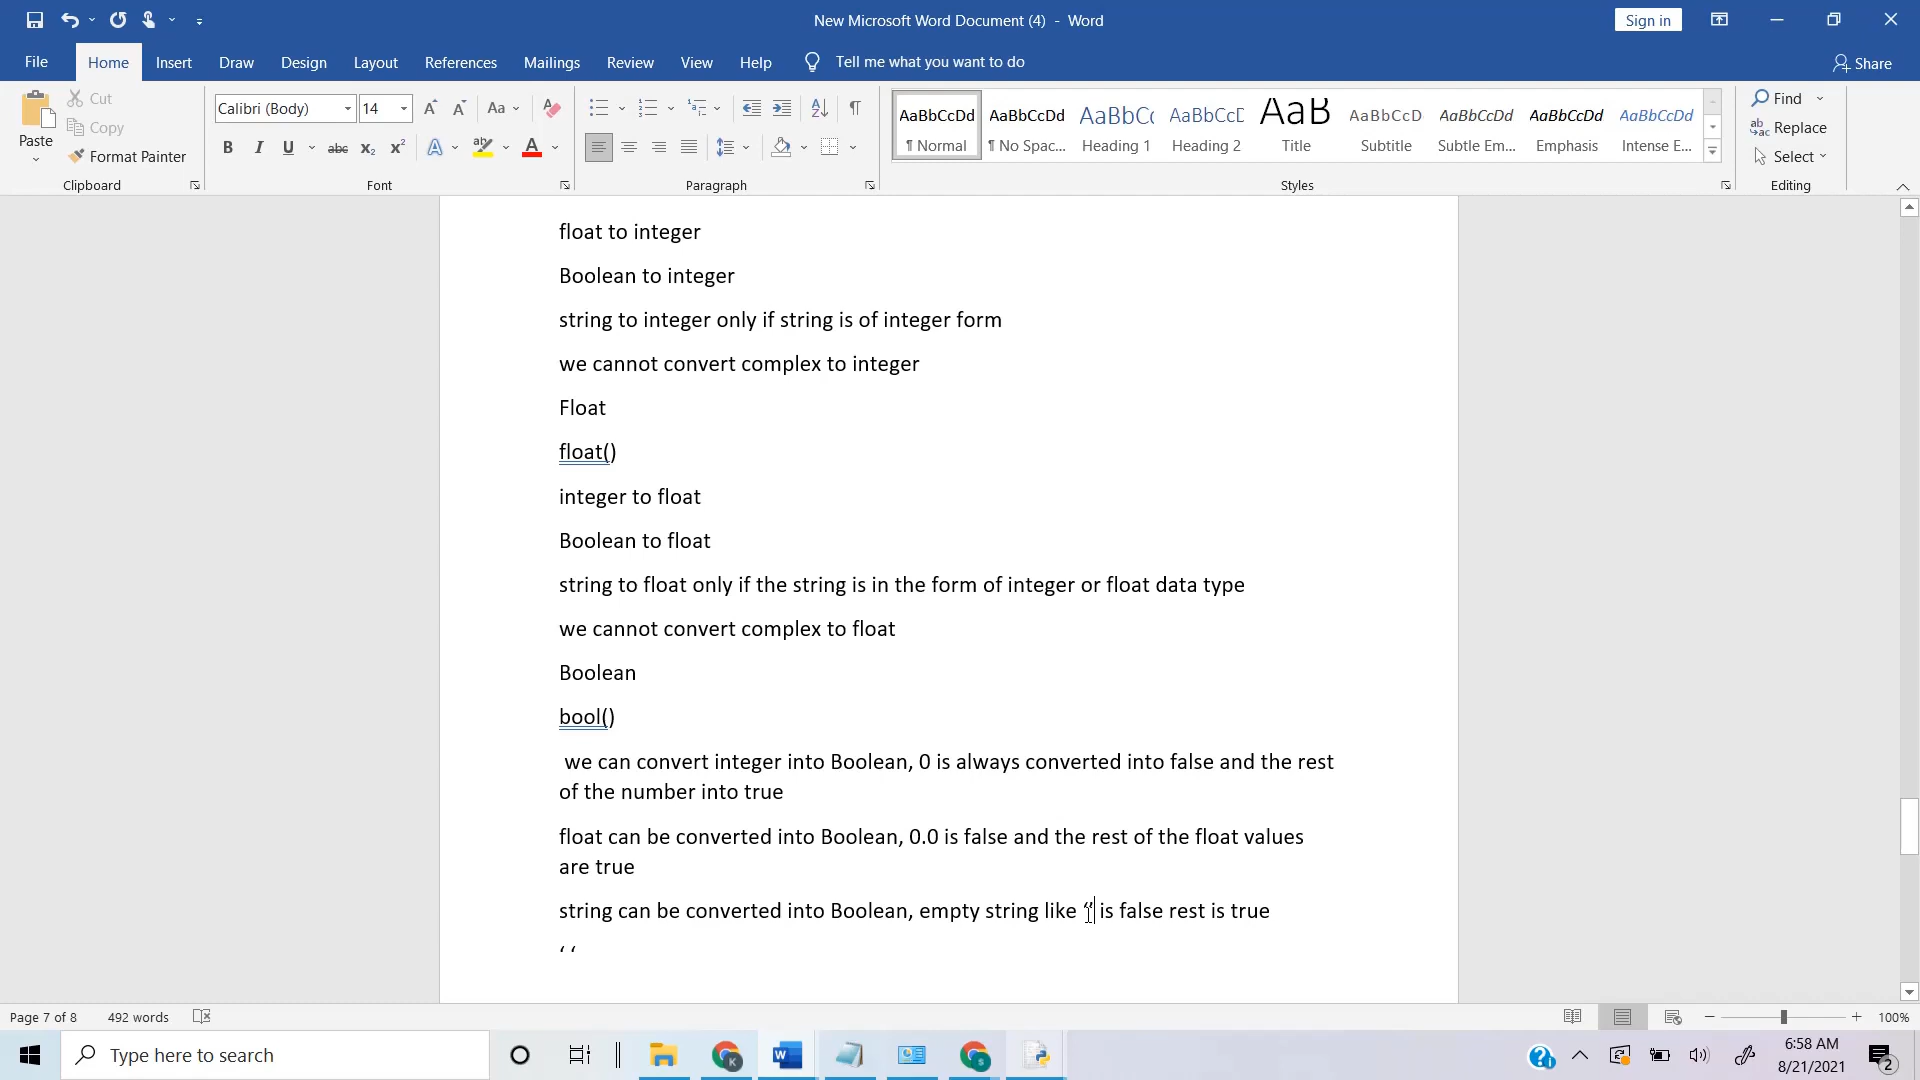 New Microsoft Word Document (4) - Word
Sign in
File Home Insert Draw Design Layout References Mailings Review View Help Tell me what you want to do Share
Paste
Cut
Copy
Format Painter
Clipboard
Calibri (Body) 14
Aa
B I U abc x₂ x² A ab A
Font
Paragraph
AaBbCcDd AaBbCcDd AaBbCc AaBbCcD AaB AaBbCcD AaBbCcDd AaBbCcDd AaBbCcDd
¶ Normal ¶ No Spac... Heading 1 Heading 2 Title Subtitle Subtle Em... Emphasis Intense E...
Styles
Find
Replace
Select
Editing
float to integer
Boolean to integer
string to integer only if string is of integer form
we cannot convert complex to integer
Float
float()
integer to float
Boolean to float
string to float only if the string is in the form of integer or float data type
we cannot convert complex to float
Boolean
bool()
we can convert integer into Boolean, 0 is always converted into false and the rest
of the number into true
float can be converted into Boolean, 0.0 is false and the rest of the float values
are true
string can be converted into Boolean, empty string like ‘’ is false rest is true
‘ ‘
Page 7 of 8 492 words 100%
Type here to search
6:58 AM
8/21/2021
2